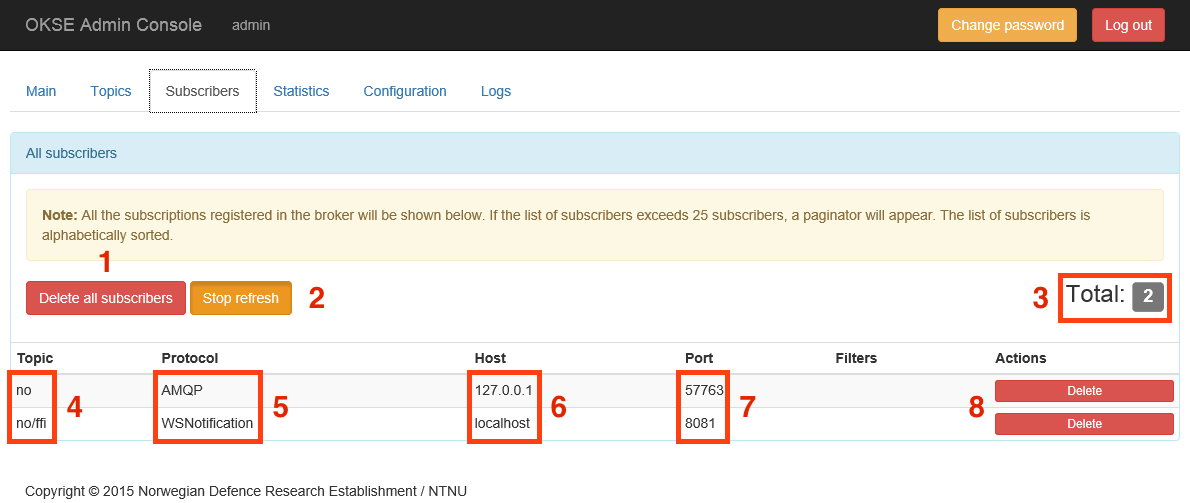 OKSE Admin Console admin Change password Log out
Main Topics Subscribers Statistics Configuration Logs
All subscribers
Note: All the subscriptions registered in the broker will be shown below. If the list of subscribers exceeds 25 subscribers, a paginator will appear. The list of subscribers is
alphabetically sorted.
1
Delete all subscribers Stop refresh 2 3 Total: 2
Topic Protocol Host Port Filters Actions
no AMQP 127.0.0.1 57763 Delete
4 5 6 7 8
no/ffi WSNotification localhost 8081 Delete
Copyright © 2015 Norwegian Defence Research Establishment / NTNU